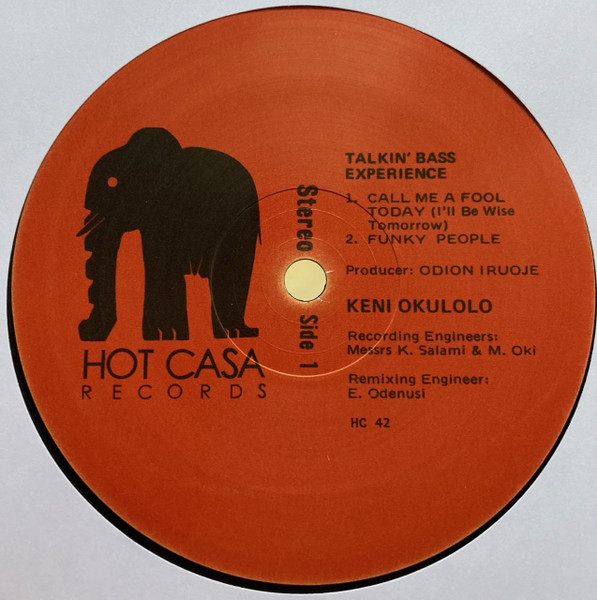 HOT CASA
RECORDS
Stereo Side 1
TALKIN' BASS
EXPERIENCE
1. CALL ME A FOOL
TODAY (I'll Be Wise
Tomorrow)
2. FUNKY PEOPLE
Producer: ODION IRUOJE
KENI OKULOLO
Recording Engineers:
Messrs K. Salami & M. Oki
Remixing Engineer:
E. Odenusi
HC 42